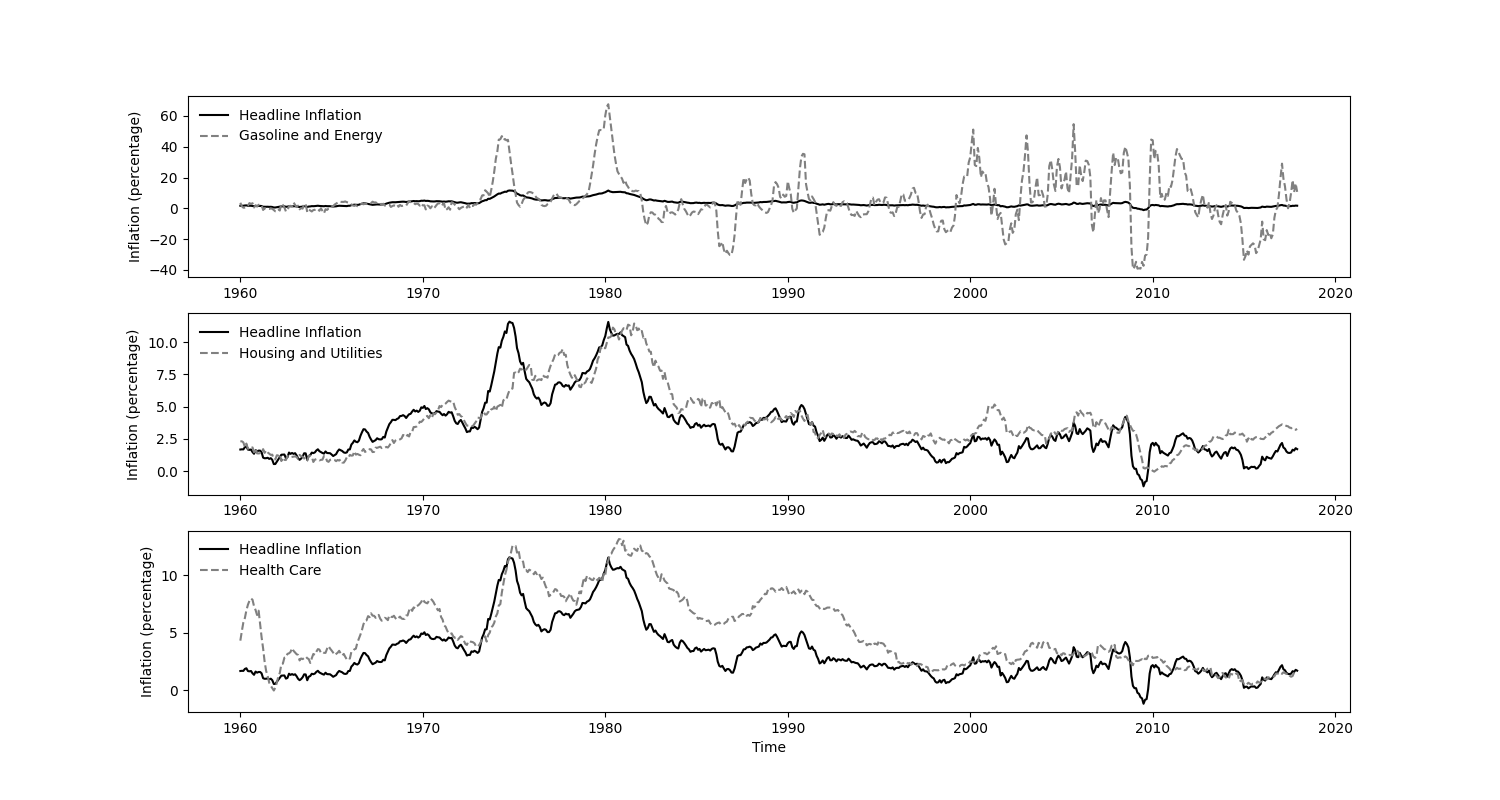 Headline Inflation
Gasoline and Energy
Inflation (percentage)
60
40
20
0
−20
−40
1960 1970 1980 1990 2000 2010 2020
Headline Inflation
Housing and Utilities
Inflation (percentage)
10.0
7.5
5.0
2.5
0.0
1960 1970 1980 1990 2000 2010 2020
Headline Inflation
Health Care
Inflation (percentage)
10
5
0
1960 1970 1980 1990 2000 2010 2020
Time